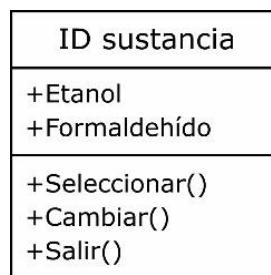 ID sustancia
+Etanol
+Formaldehído
+Seleccionar()
+Cambiar()
+Salir()